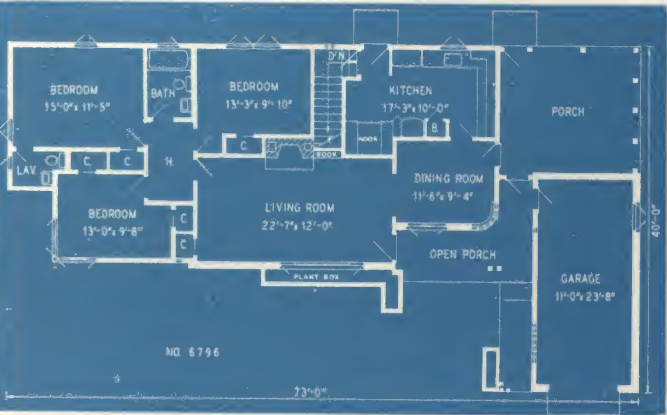 BEDROOM
15'-0" x 11'-5"
BATH
BEDROOM
13'-3" x 9'-10"
D'N
KITCHEN
17'-3" x 10'-0"
PORCH
LAV.
C.
C.
H.
C.
BOOK
NOOK
B.
BEDROOM
13'-0" x 9'-8"
C
C
LIVING ROOM
22'-7" x 12'-0"
DINING ROOM
11'-6" x 9'-4"
OPEN PORCH
PLANT BOX
GARAGE
11'-0" x 23'-8"
40'-0"
NO. 6796
73'-0"